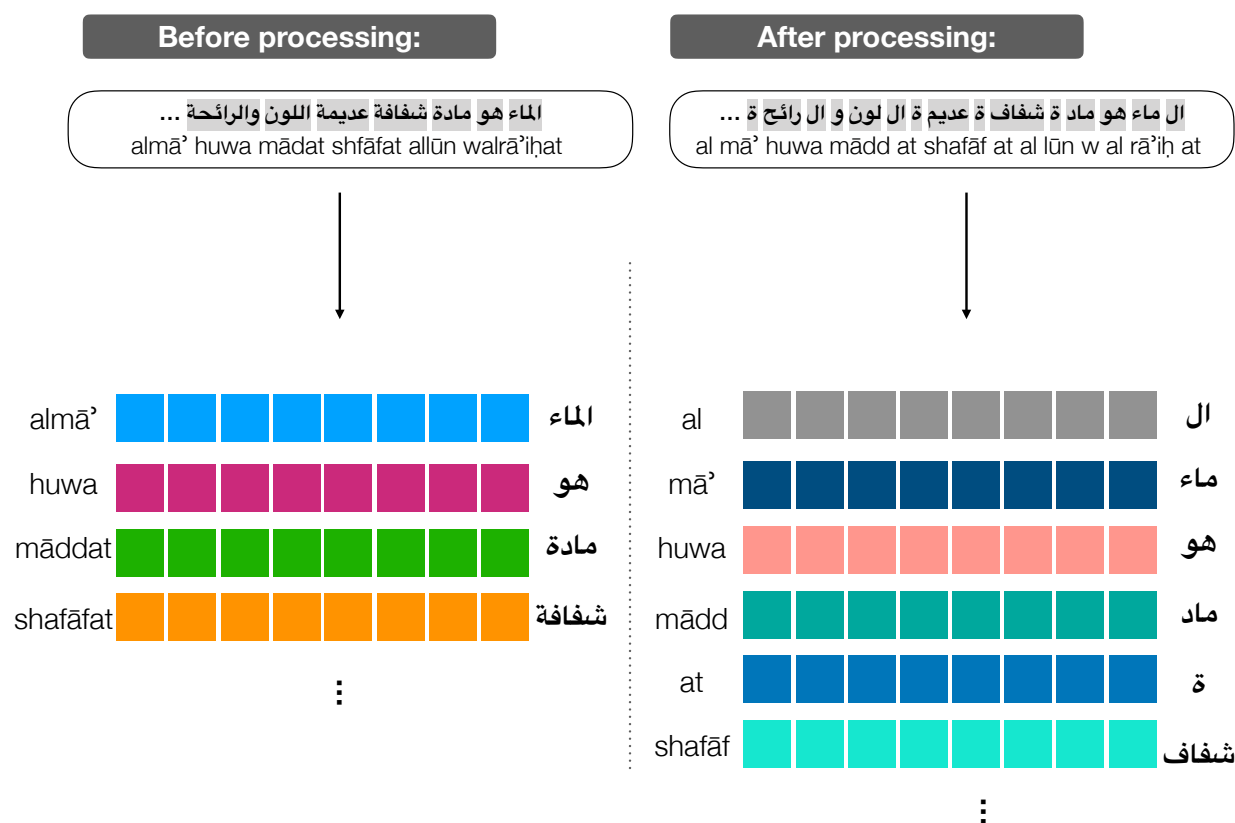 Before processing:
الماء هو مادة شفافة عديمة اللون والرائحة ...
almāʾ huwa mādat shfāfat allūn walrāʾiḥat
almāʾ الماء
huwa هو
māddat مادة
shafāfat شفافة
⋮
After processing:
ال ماء هو ماد ة شفاف ة عديم ة ال لون و ال رائح ة ...
al māʾ huwa mādd at shafāf at al lūn w al rāʾiḥ at
al ال
māʾ ماء
huwa هو
mādd ماد
at ة
shafāf شفاف
⋮